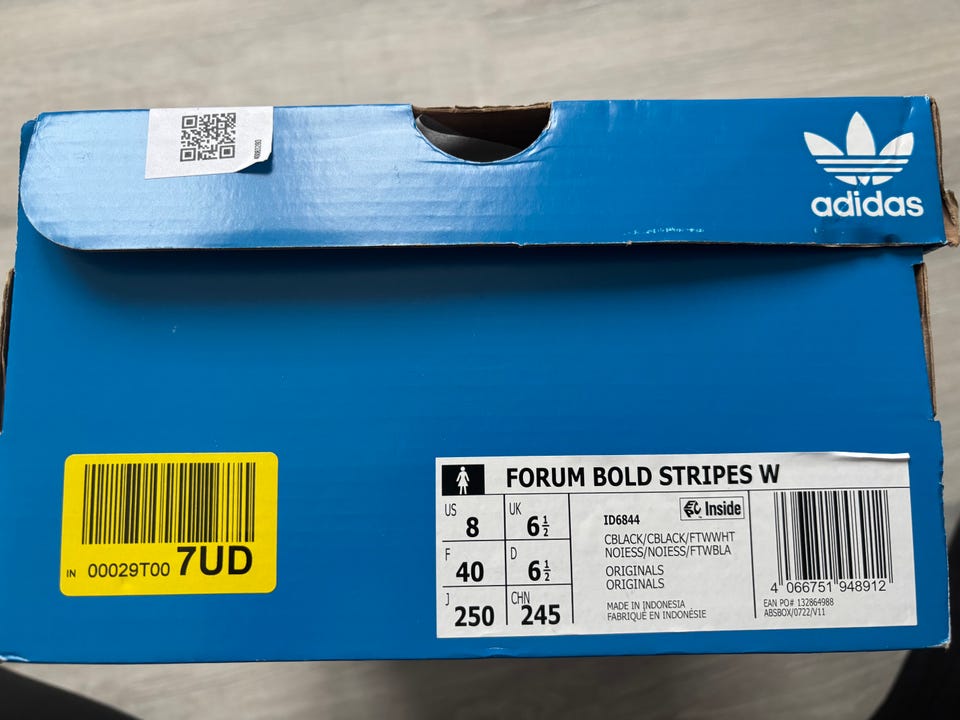 adidas
FORUM BOLD STRIPES W
US 8
UK 6½
F 40
D 6½
J 250
CHN 245
Inside
ID6844
CBLACK/CBLACK/FTWWHT
NOIESS/NOIESS/FTWBLA
ORIGINALS
ORIGINALS
MADE IN INDONESIA
FABRIQUÉ EN INDONÉSIE
4 066751 948912
EAN PO# 132864988
ABSBOX/0722/V11
IN 00029T00 7UD